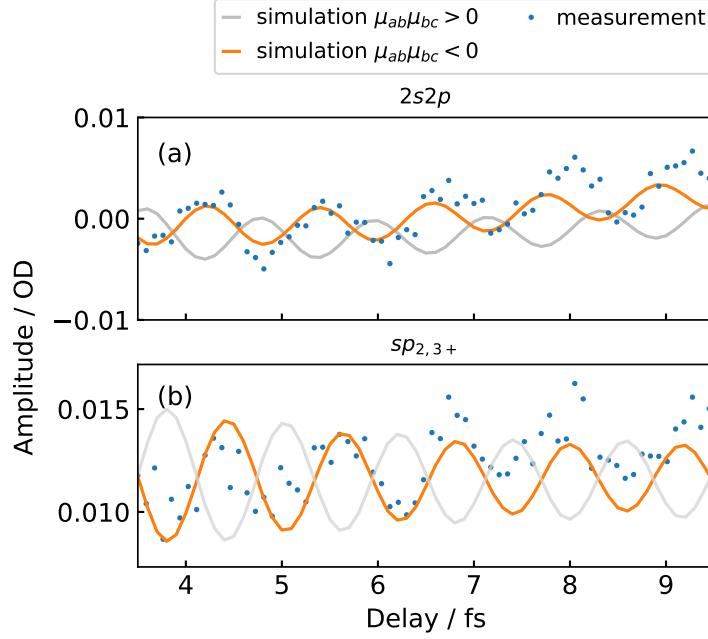 simulation μabμbc > 0
measurement
simulation μabμbc < 0
2s2p
0.01
(a)
0.00
−0.01
Amplitude / OD
sp2,3+
(b)
0.015
0.010
4 5 6 7 8 9
Delay / fs